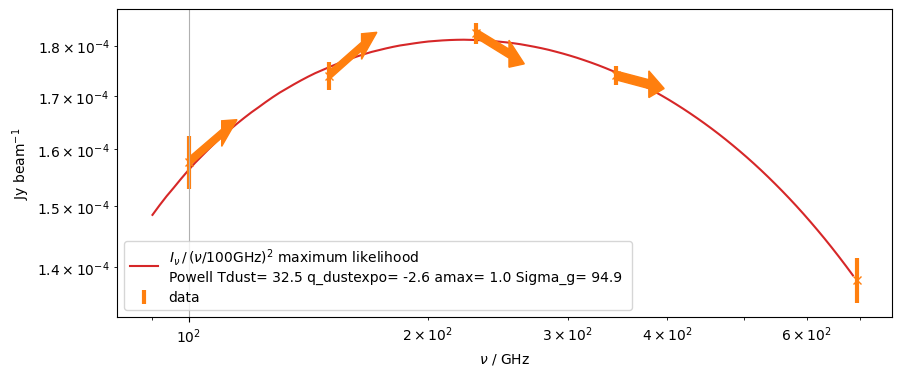 1.8 × 10⁻⁴
1.7 × 10⁻⁴
1.6 × 10⁻⁴
1.5 × 10⁻⁴
1.4 × 10⁻⁴
Jy beam⁻¹
I_ν / (ν/100GHz)² maximum likelihood
Powell Tdust= 32.5 q_dustexpo= -2.6 amax= 1.0 Sigma_g= 94.9
data
10² 2 × 10² 3 × 10² 4 × 10² 6 × 10²
ν / GHz